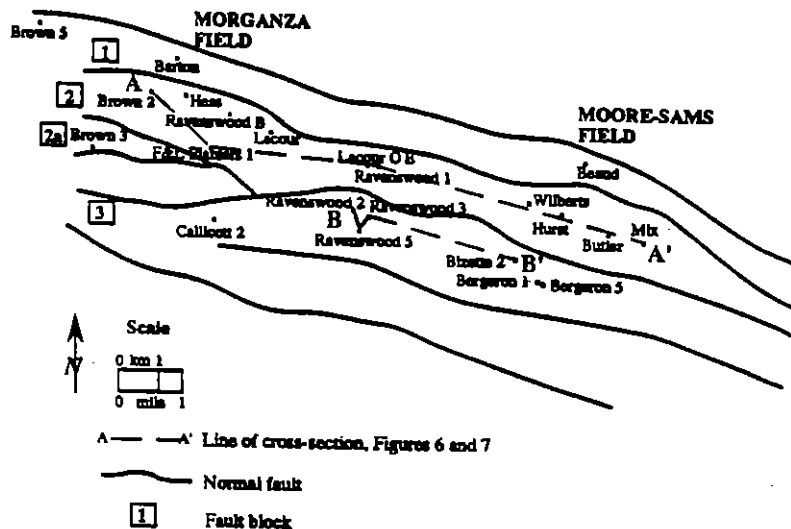 MORGANZA
FIELD
Brown 5
1
Barton
A
2
Brown 2
Hess
Ravenswood B
MOORE-SAMS
FIELD
2a
Brown 3
Lacour
1
Lacour O E
Ravenswood 1
Beaud
Wilberts
3
Ravenswood 2
Ravenswood 3
Callicott 2
B
Ravenswood 5
Hurst
Butler
Mix
A'
Bizette 2
B'
Bergeron 1
Bergeron 5
N
Scale
0 km 1
0 mile 1
A — — A' Line of cross-section, Figures 6 and 7
Normal fault
1 Fault block